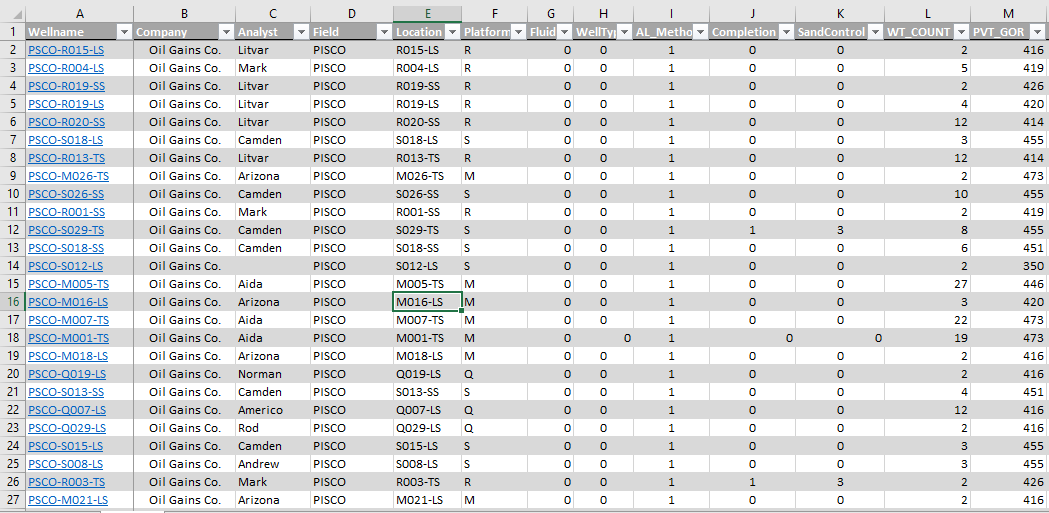 A B C D E F G H I J K L M
1 Wellname Company Analyst Field Location Platform Fluid WellTyp AL_Metho Completion SandControl WT_COUNT PVT_GOR
2 PSCO-R015-LS Oil Gains Co. Litvar PISCO R015-LS R 0 0 1 0 0 2 416
3 PSCO-R004-LS Oil Gains Co. Mark PISCO R004-LS R 0 0 1 0 0 5 419
4 PSCO-R019-SS Oil Gains Co. Litvar PISCO R019-SS R 0 0 1 0 0 2 426
5 PSCO-R019-LS Oil Gains Co. Litvar PISCO R019-LS R 0 0 1 0 0 4 420
6 PSCO-R020-SS Oil Gains Co. Litvar PISCO R020-SS R 0 0 1 0 0 12 414
7 PSCO-S018-LS Oil Gains Co. Camden PISCO S018-LS S 0 0 1 0 0 3 455
8 PSCO-R013-TS Oil Gains Co. Litvar PISCO R013-TS R 0 0 1 0 0 12 414
9 PSCO-M026-TS Oil Gains Co. Arizona PISCO M026-TS M 0 0 1 0 0 2 473
10 PSCO-S026-SS Oil Gains Co. Camden PISCO S026-SS S 0 0 1 0 0 10 455
11 PSCO-R001-SS Oil Gains Co. Mark PISCO R001-SS R 0 0 1 0 0 2 419
12 PSCO-S029-TS Oil Gains Co. Camden PISCO S029-TS S 0 0 1 1 3 8 455
13 PSCO-S018-SS Oil Gains Co. Camden PISCO S018-SS S 0 0 1 0 0 6 451
14 PSCO-S012-LS Oil Gains Co. PISCO S012-LS S 0 0 1 0 0 2 350
15 PSCO-M005-TS Oil Gains Co. Aida PISCO M005-TS M 0 0 1 0 0 27 446
16 PSCO-M016-LS Oil Gains Co. Arizona PISCO M016-LS M 0 0 1 0 0 3 420
17 PSCO-M007-TS Oil Gains Co. Aida PISCO M007-TS M 0 0 1 0 0 22 473
18 PSCO-M001-TS Oil Gains Co. Aida PISCO M001-TS M 0 0 1 0 0 19 473
19 PSCO-M018-LS Oil Gains Co. Arizona PISCO M018-LS M 0 0 1 0 0 2 416
20 PSCO-Q019-LS Oil Gains Co. Norman PISCO Q019-LS Q 0 0 1 0 0 2 416
21 PSCO-S013-SS Oil Gains Co. Camden PISCO S013-SS S 0 0 1 0 0 4 451
22 PSCO-Q007-LS Oil Gains Co. Americo PISCO Q007-LS Q 0 0 1 0 0 12 416
23 PSCO-Q029-LS Oil Gains Co. Rod PISCO Q029-LS Q 0 0 1 0 0 2 416
24 PSCO-S015-LS Oil Gains Co. Camden PISCO S015-LS S 0 0 1 0 0 3 455
25 PSCO-S008-LS Oil Gains Co. Andrew PISCO S008-LS S 0 0 1 0 0 3 455
26 PSCO-R003-TS Oil Gains Co. Mark PISCO R003-TS R 0 0 1 1 3 2 426
27 PSCO-M021-LS Oil Gains Co. Arizona PISCO M021-LS M 0 0 1 0 0 2 416